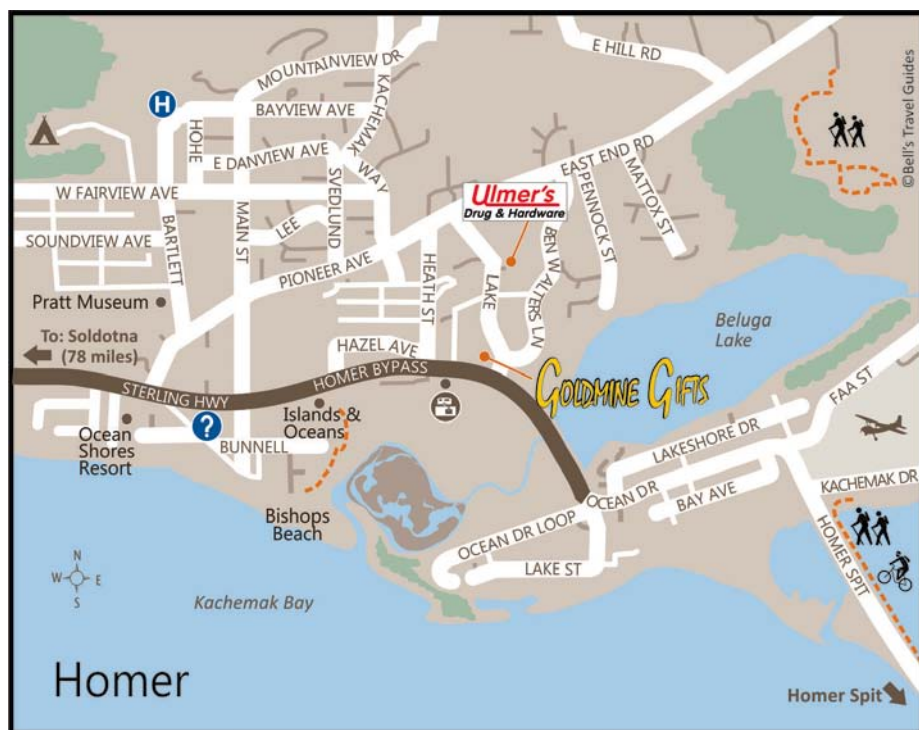 E HILL RD
MOUNTAINVIEW DR
KACHEMAK WAY
H
BAYVIEW AVE
HOHE
E DANVIEW AVE
©Bell's Travel Guides
EAST END RD
W FAIRVIEW AVE
SVEDLUND
Ulmer's
Drug & Hardware
PENNOCK ST
MATTOX ST
BARTLETT
MAIN ST
LEE
SOUNDVIEW AVE
PIONEER AVE
HEATH ST
LAKE
BEN W ALTERS LN
Pratt Museum
Beluga
Lake
To: Soldotna
(78 miles)
HAZEL AVE
STERLING HWY
HOMER BYPASS
GOLDMINE GIFTS
FAA ST
?
Islands &
Oceans
Ocean
Shores
Resort
BUNNELL
LAKESHORE DR
OCEAN DR
BAY AVE
KACHEMAK DR
Bishops
Beach
OCEAN DR LOOP
HOMER SPIT
LAKE ST
N
W
E
S
Kachemak Bay
Homer
Homer Spit